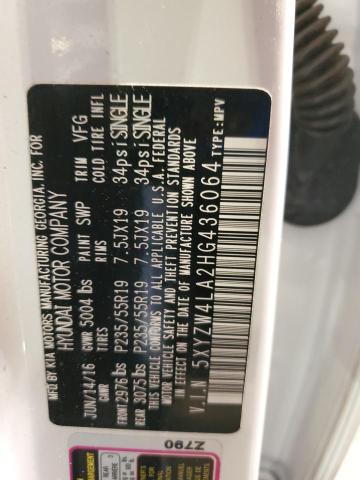 MFD BY KIA MOTORS MANUFACTURING GEORGIA, INC. FOR
HYUNDAI MOTOR COMPANY
JUN/14/16 GVWR 5004 lbs PAINT SWP TRIM VFG
GAWR TIRES RIMS COLD TIRE INFL
FRONT 2976 lbs P235/55R19 7.5JX19 34psi SINGLE
REAR 3075 lbs P235/55R19 7.5JX19 34psi SINGLE
THIS VEHICLE CONFORMS TO ALL APPLICABLE U.S.A. FEDERAL
MOTOR VEHICLE SAFETY STANDARDS IN EFFECT ON THE DATE OF
MANUFACTURE SHOWN ABOVE.
V.I.N 5XYZW4LA2HG436064 TYPE:MPV
Z790
REAR